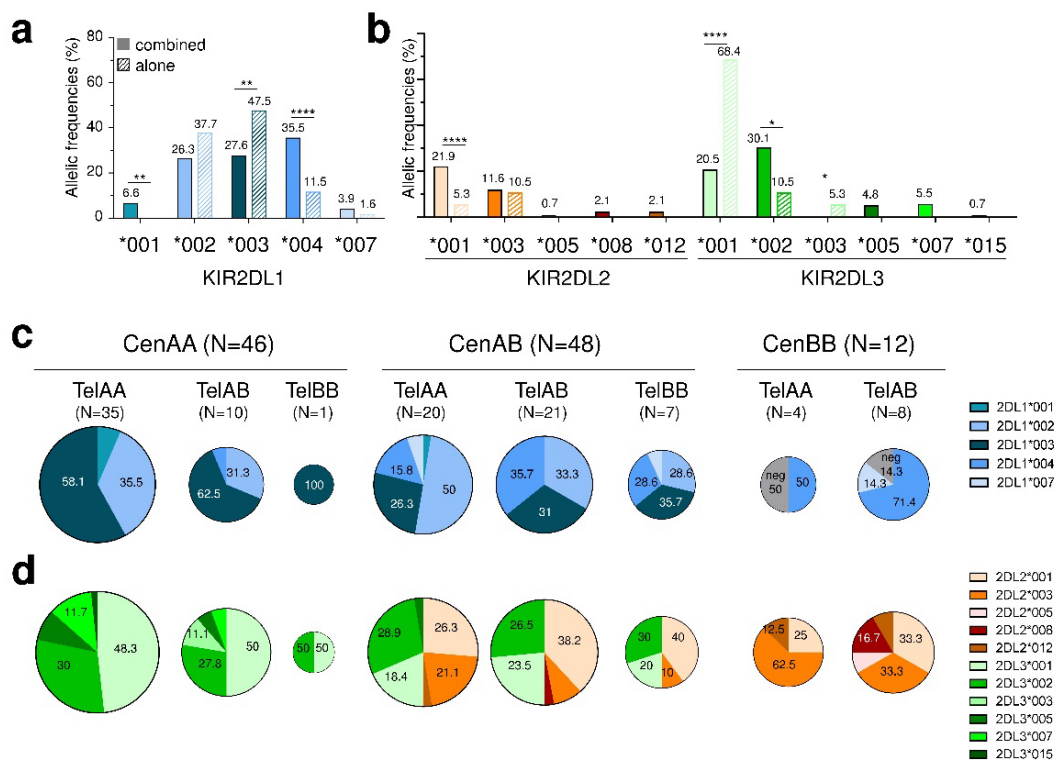 a
Allelic frequencies (%)
80
60
40
20
0
combined
alone
**
6.6
26.3
37.7
**
27.6
47.5
****
35.5
11.5
3.9
1.6
*001 *002 *003 *004 *007
KIR2DL1
b
Allelic frequencies (%)
****
21.9
5.3
11.6
10.5
0.7
2.1
2.1
****
20.5
68.4
*
30.1
10.5
*
5.3
4.8
5.5
0.7
*001 *003 *005 *008 *012 *001 *002 *003 *005 *007 *015
KIR2DL2 KIR2DL3
c
CenAA (N=46) CenAB (N=48) CenBB (N=12)
TelAA TelAB TelBB TelAA TelAB TelBB TelAA TelAB
(N=35) (N=10) (N=1) (N=20) (N=21) (N=7) (N=4) (N=8)
58.1 35.5
31.3
62.5
100
15.8
50
26.3
35.7 33.3
31
28.6 28.6
35.7
neg
50 50
neg
14.3
14.3
71.4
2DL1*001
2DL1*002
2DL1*003
2DL1*004
2DL1*007
d
11.7
48.3
30
11.1
50
27.8
50 50
28.9 26.3
18.4 21.1
26.5 38.2
23.5
30 40
20 10
12.5 25
62.5
16.7 33.3
33.3
2DL2*001
2DL2*003
2DL2*005
2DL2*008
2DL2*012
2DL3*001
2DL3*002
2DL3*003
2DL3*005
2DL3*007
2DL3*015